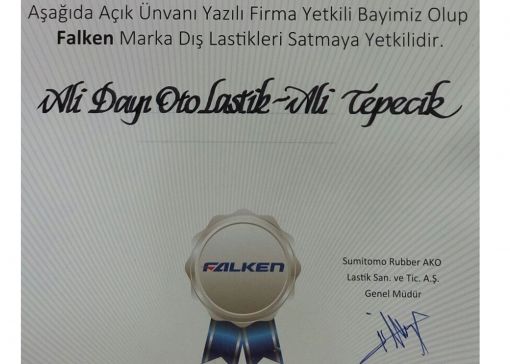 Aşağıda Açık Ünvanı Yazılı Firma Yetkili Bayimiz Olup
Falken Marka Dış Lastikleri Satmaya Yetkilidir.
Ali Dayı Oto Lastik-Ali Tepecik
FALKEN
Sumitomo Rubber AKO
Lastik San. ve Tic. A.Ş.
Genel Müdür